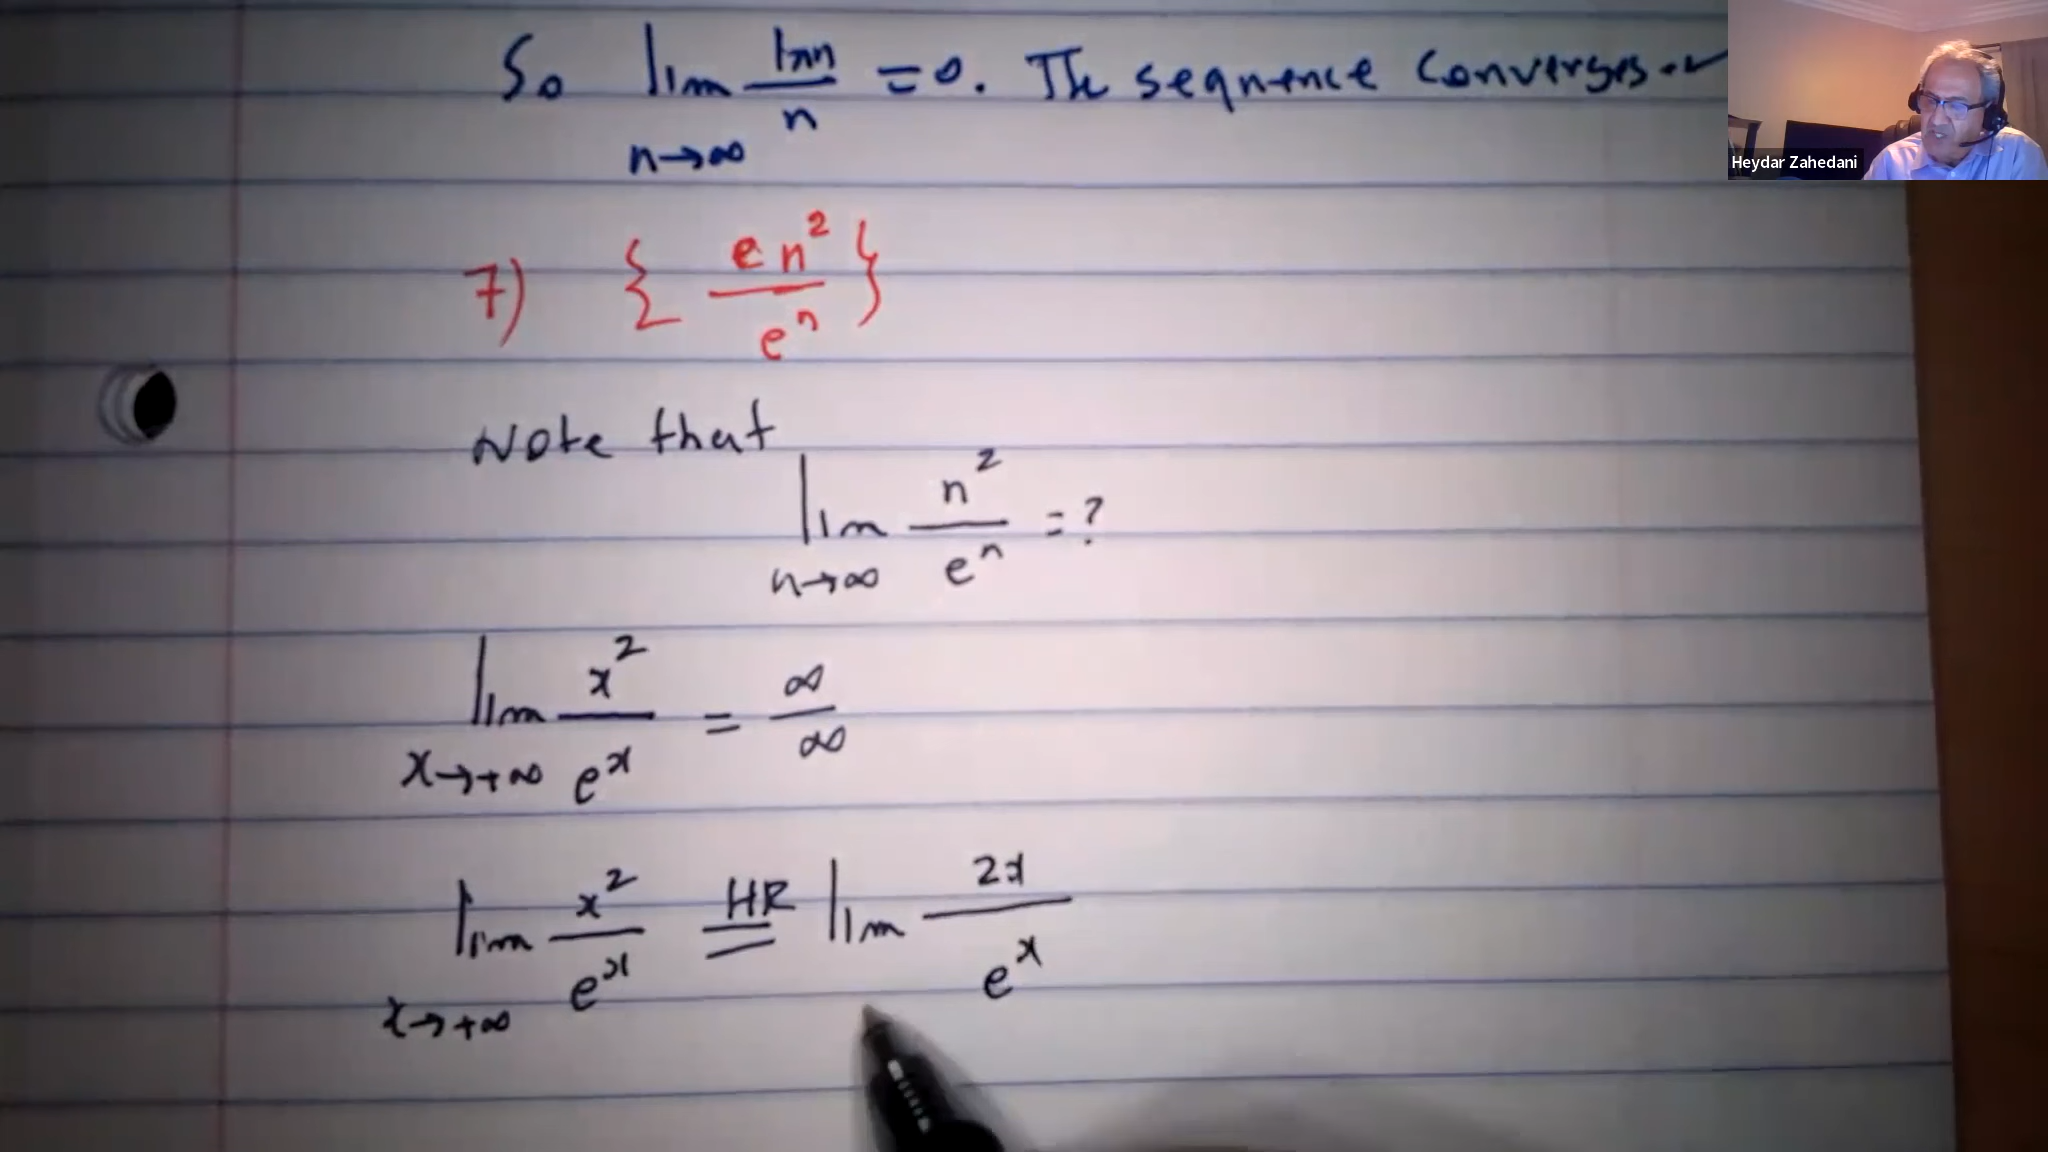 So lim ln n / n = 0. The sequence converges. ✓
n→∞
Heydar Zahedani
7) { e n² / eⁿ }
Note that
lim n² / eⁿ = ?
n→∞
lim x² / eˣ = ∞ / ∞
x→+∞
lim x² / eˣ HR = lim 2x / eˣ
x→+∞